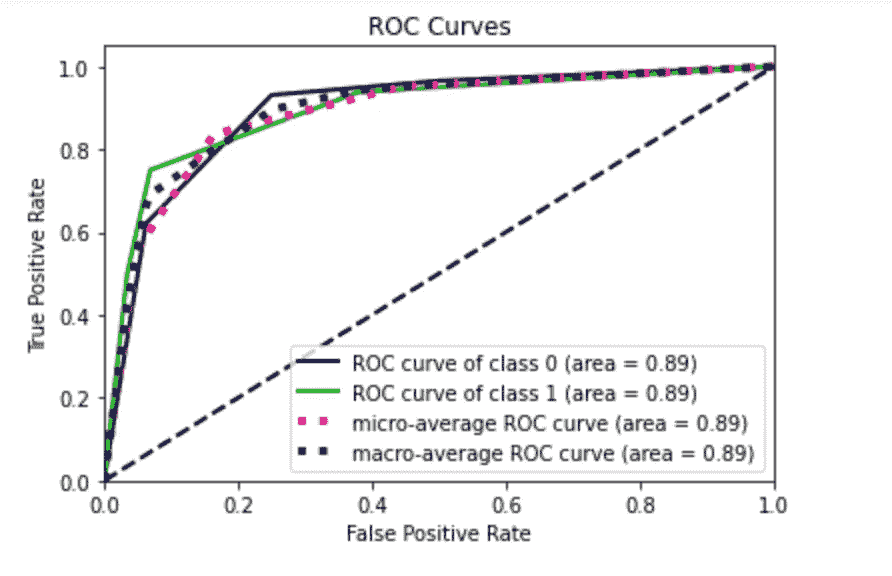 ROC Curves
True Positive Rate
1.0
0.8
0.6
0.4
0.2
0.0
ROC curve of class 0 (area = 0.89)
ROC curve of class 1 (area = 0.89)
micro-average ROC curve (area = 0.89)
macro-average ROC curve (area = 0.89)
0.0 0.2 0.4 0.6 0.8 1.0
False Positive Rate